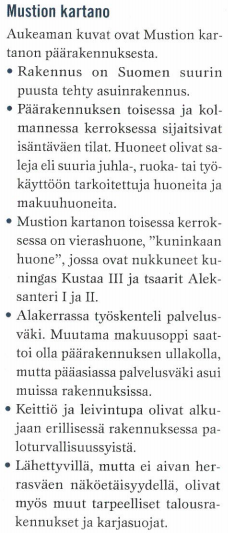 Mustion kartano
Aukeaman kuvat ovat Mustion kar-
tanon päärakennuksesta.
• Rakennus on Suomen suurin
puusta tehty asuinrakennus.
• Päärakennuksen toisessa ja kol-
mannessa kerroksessa sijaitsivat
isäntäväen tilat. Huoneet olivat sa-
leja eli suuria juhla-, ruoka- tai työ-
käyttöön tarkoitettuja huoneita ja
makuuhuoneita.
• Mustion kartanon toisessa kerrok-
sessa on vierashuone, ”kuninkaan
huone”, jossa ovat nukkuneet ku-
ningas Kustaa III ja tsaarit Alek-
santeri I ja II.
• Alakerrassa työskenteli palvelus-
väki. Muutama makuusoppi saat-
toi olla päärakennuksen ullakolla,
mutta pääasiassa palvelusväki asui
muissa rakennuksissa.
• Keittiö ja leivintupa olivat alku-
jaan erillisessä rakennuksessa pa-
loturvallisuussyistä.
• Lähettyvillä, mutta ei aivan her-
rasväen näköetäisyydellä, olivat
myös muut tarpeelliset talousra-
kennukset ja karjasuojat.